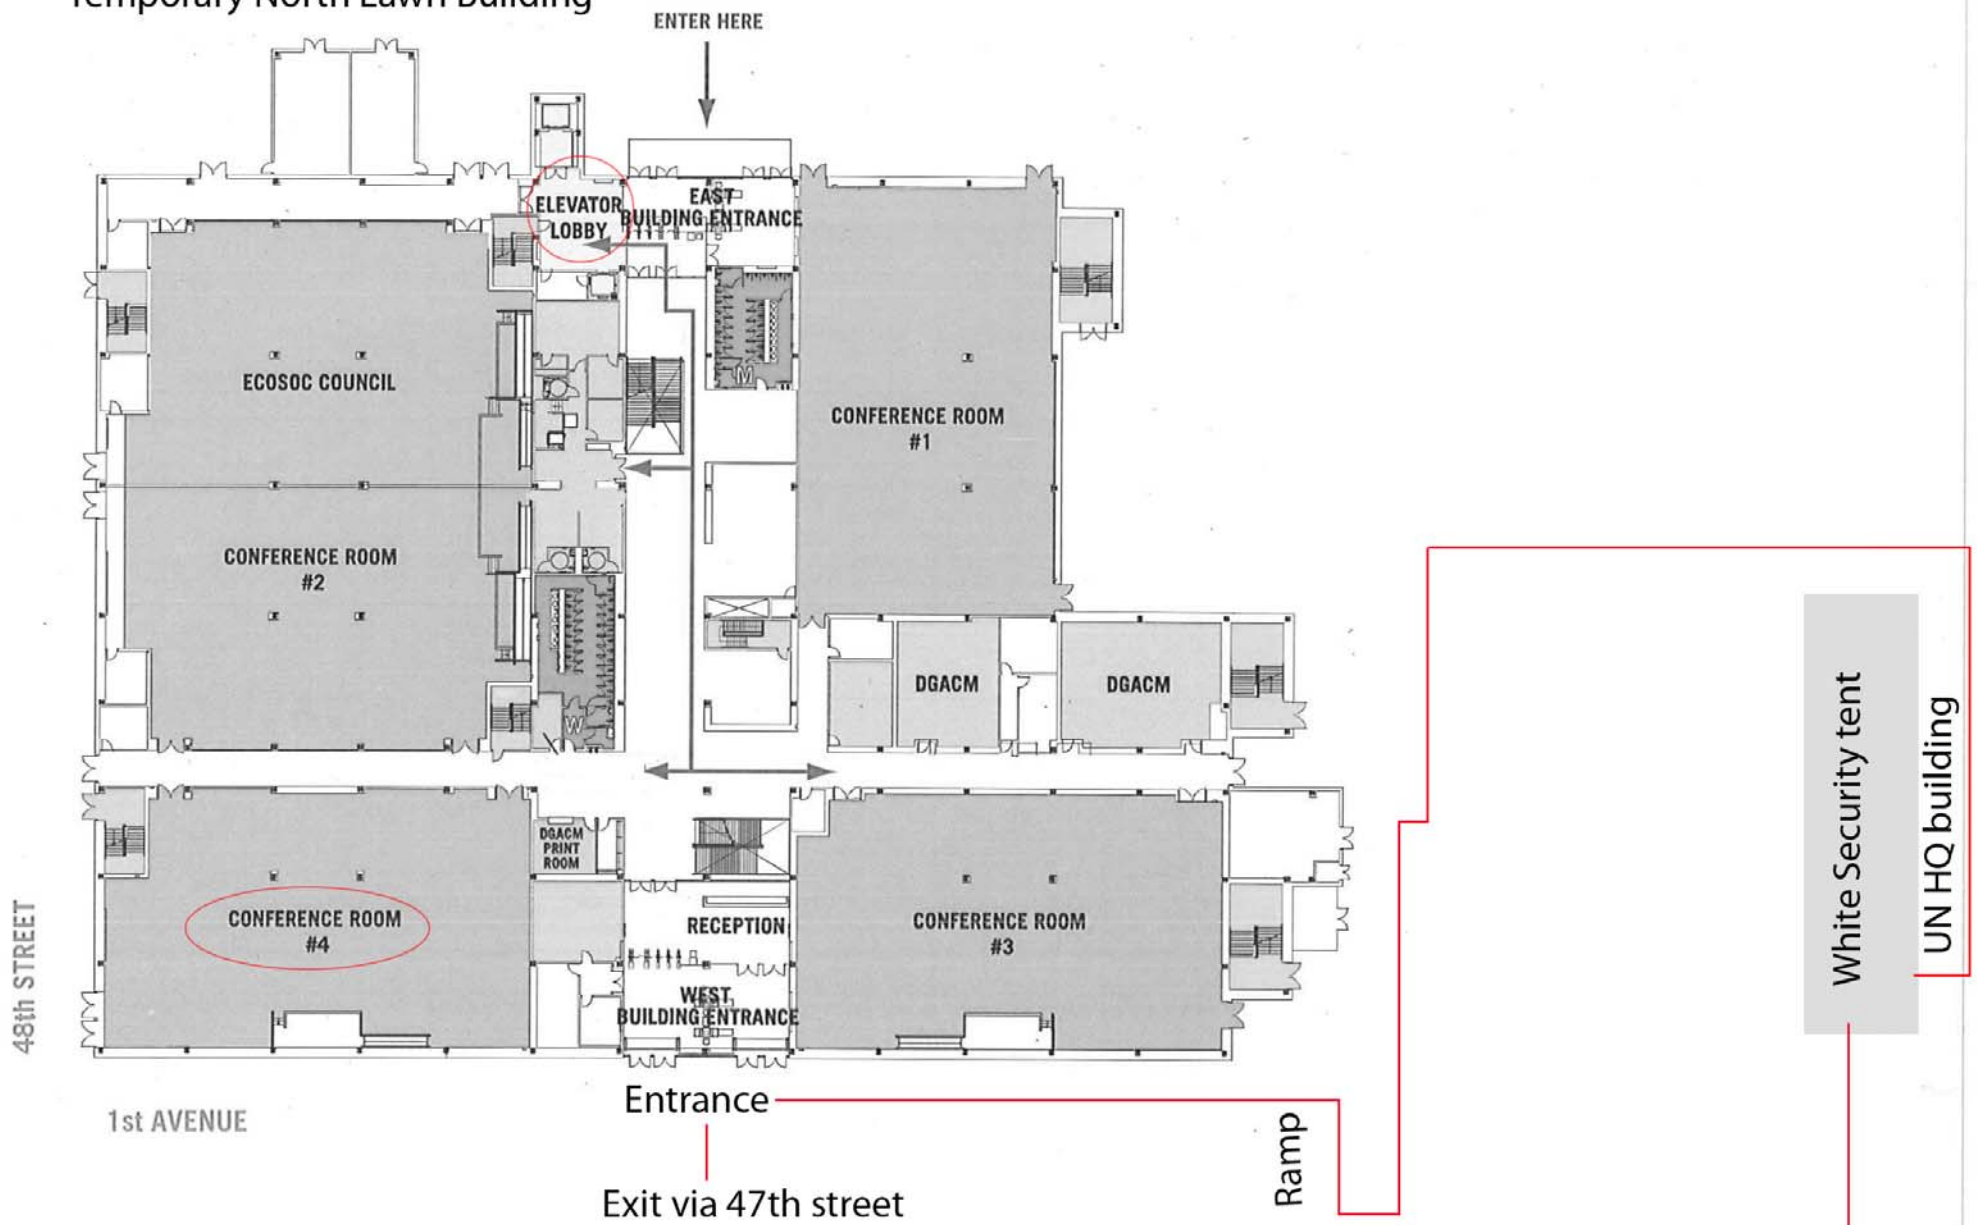 Temporary North Lawn Building
ENTER HERE
ELEVATOR
LOBBY
EAST
BUILDING ENTRANCE
M
ECOSOC COUNCIL
CONFERENCE ROOM
#1
CONFERENCE ROOM
#2
W
DGACM
DGACM
DGACM
PRINT
ROOM
CONFERENCE ROOM
#4
RECEPTION
CONFERENCE ROOM
#3
WEST
BUILDING ENTRANCE
48th STREET
1st AVENUE
Entrance
Exit via 47th street
Ramp
White Security tent
UN HQ building